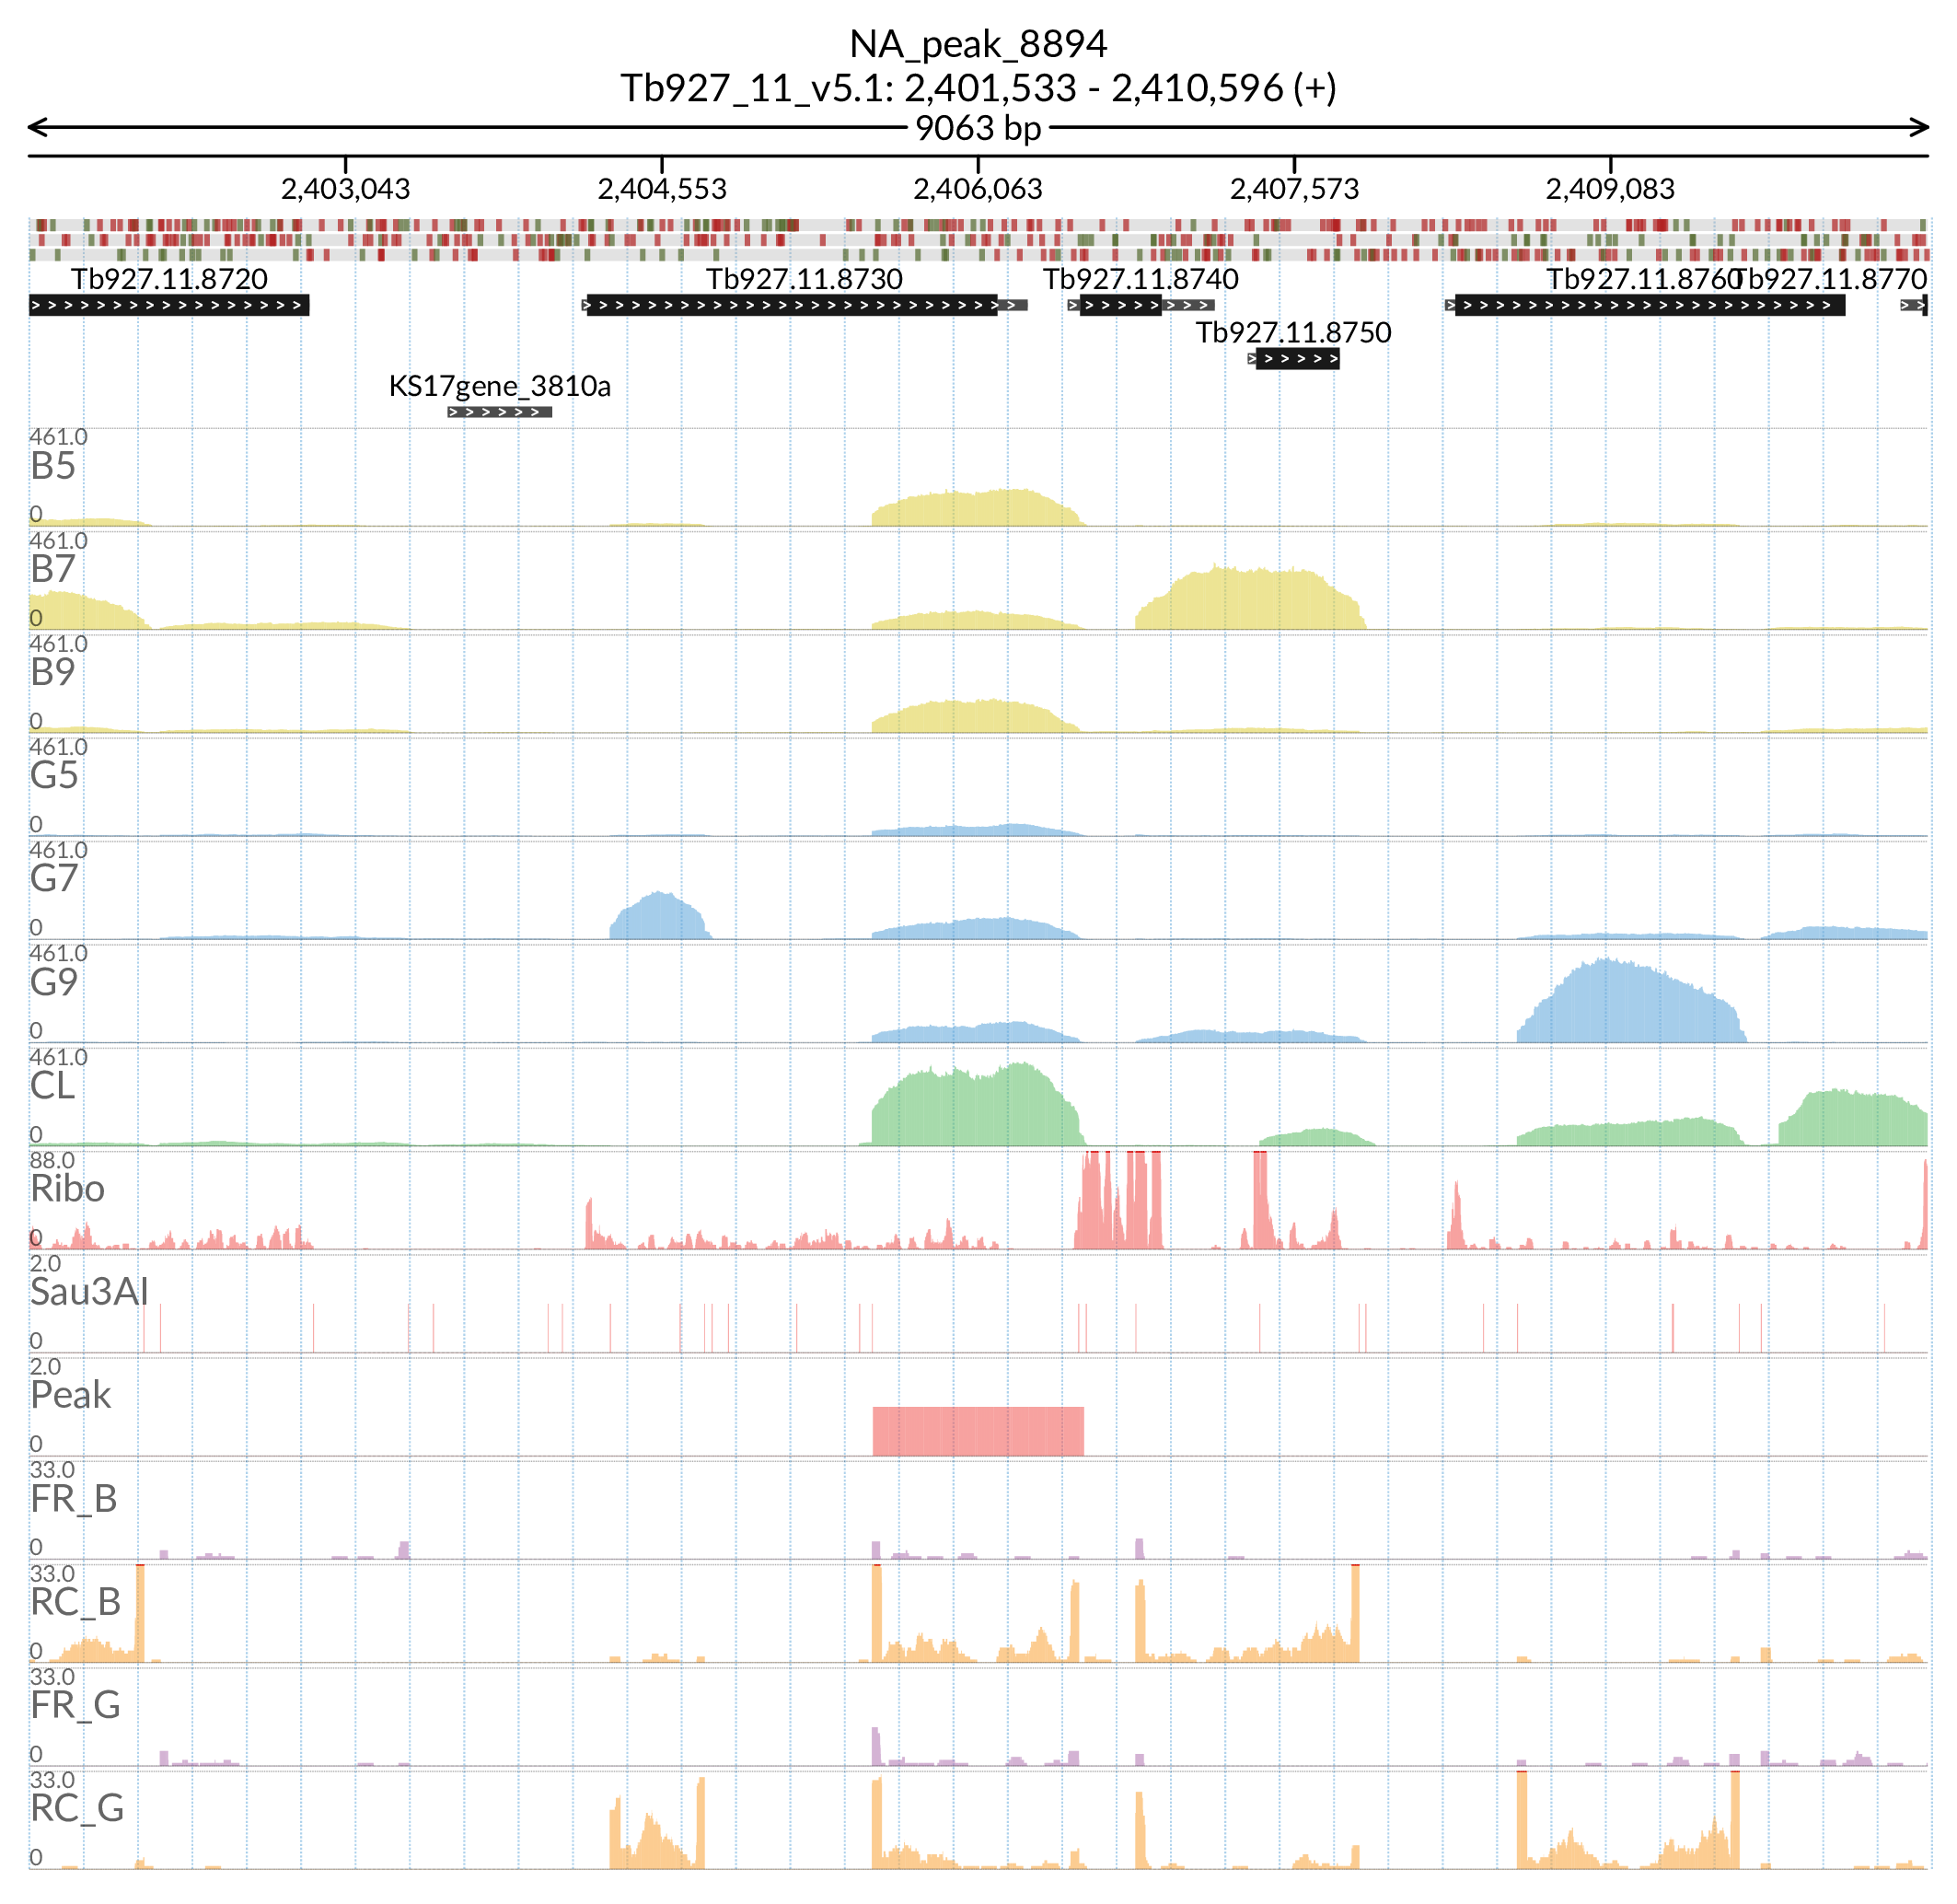 NA_peak_8894
Tb927_11_v5.1: 2,401,533 - 2,410,596 (+)
9063 bp
2,403,043 2,404,553 2,406,063 2,407,573 2,409,083
Tb927.11.8720 Tb927.11.8730 Tb927.11.8740 Tb927.11.8760 Tb927.11.8770
Tb927.11.8750
KS17gene_3810a
461.0
B5
0
461.0
B7
0
461.0
B9
0
461.0
G5
0
461.0
G7
0
461.0
G9
0
461.0
CL
0
88.0
Ribo
0
2.0
Sau3AI
0
2.0
Peak
0
33.0
FR_B
0
33.0
RC_B
0
33.0
FR_G
0
33.0
RC_G
0